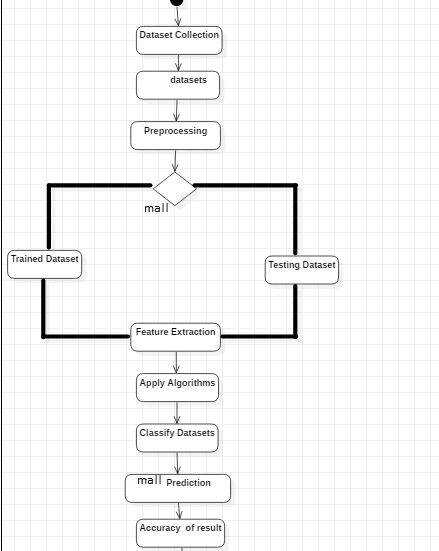 Dataset Collection
datasets
Preprocessing
mall
Trained Dataset
Testing Dataset
Feature Extraction
Apply Algorithms
Classify Datasets
mall Prediction
Accuracy of result